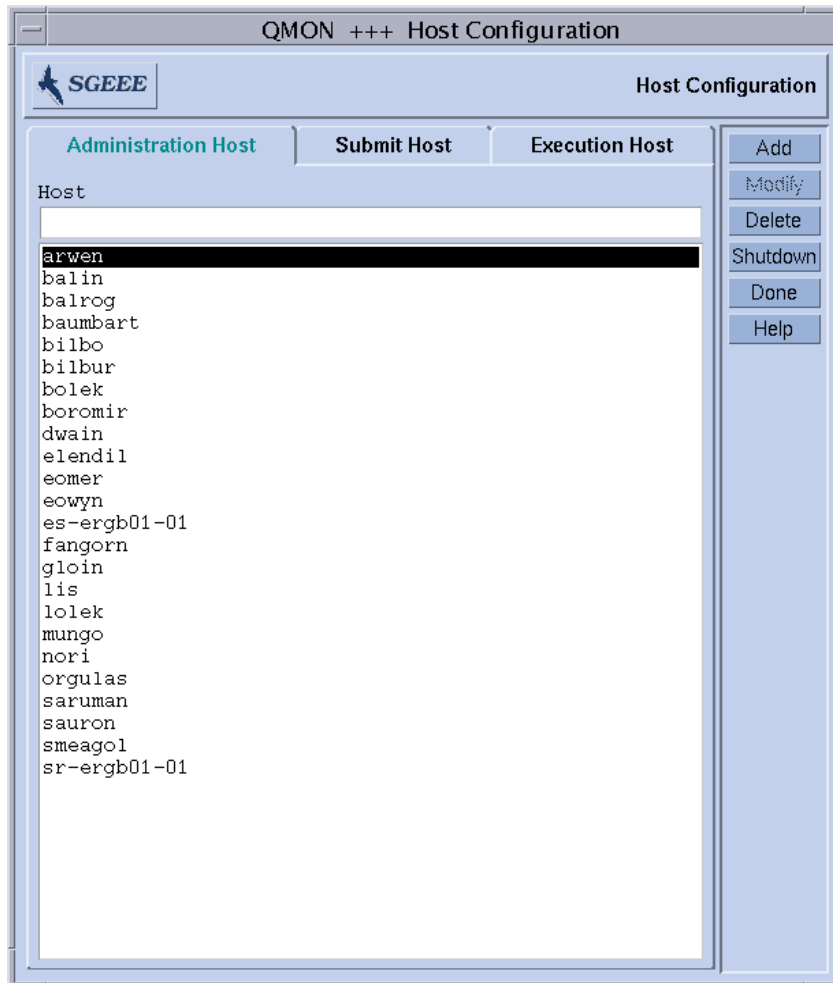 QMON +++ Host Configuration
SGEEE
Host Configuration
Administration Host
Submit Host
Execution Host
Host
arwen
balin
balrog
baumbart
bilbo
bilbur
bolek
boromir
dwain
elendil
eomer
eowyn
es-ergb01-01
fangorn
gloin
lis
lolek
mungo
nori
orgulas
saruman
sauron
smeagol
sr-ergb01-01
Add
Modify
Delete
Shutdown
Done
Help